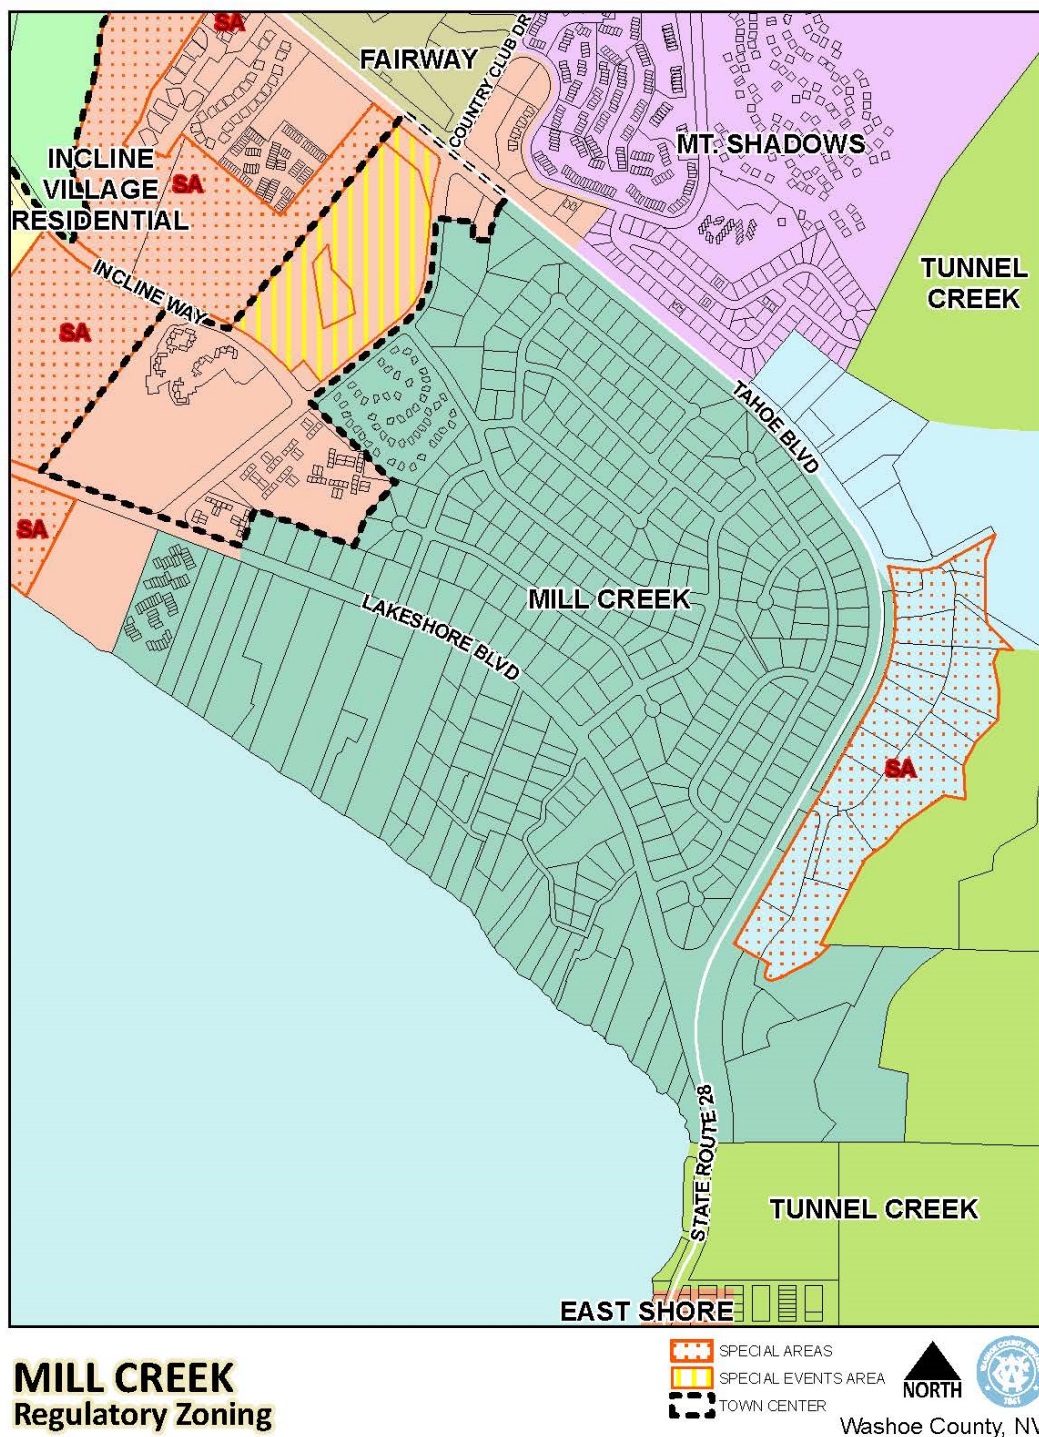 SA
FAIRWAY
COUNTRY CLUB DR
MT. SHADOWS
INCLINE
VILLAGE
RESIDENTIAL
SA
TUNNEL
CREEK
INCLINE WAY
SA
TAHOE BLVD
SA
MILL CREEK
LAKESHORE BLVD
SA
STATE ROUTE 28
TUNNEL CREEK
EAST SHORE
MILL CREEK
Regulatory Zoning
SPECIAL AREAS
SPECIAL EVENTS AREA
TOWN CENTER
NORTH
1861
Washoe County, NV